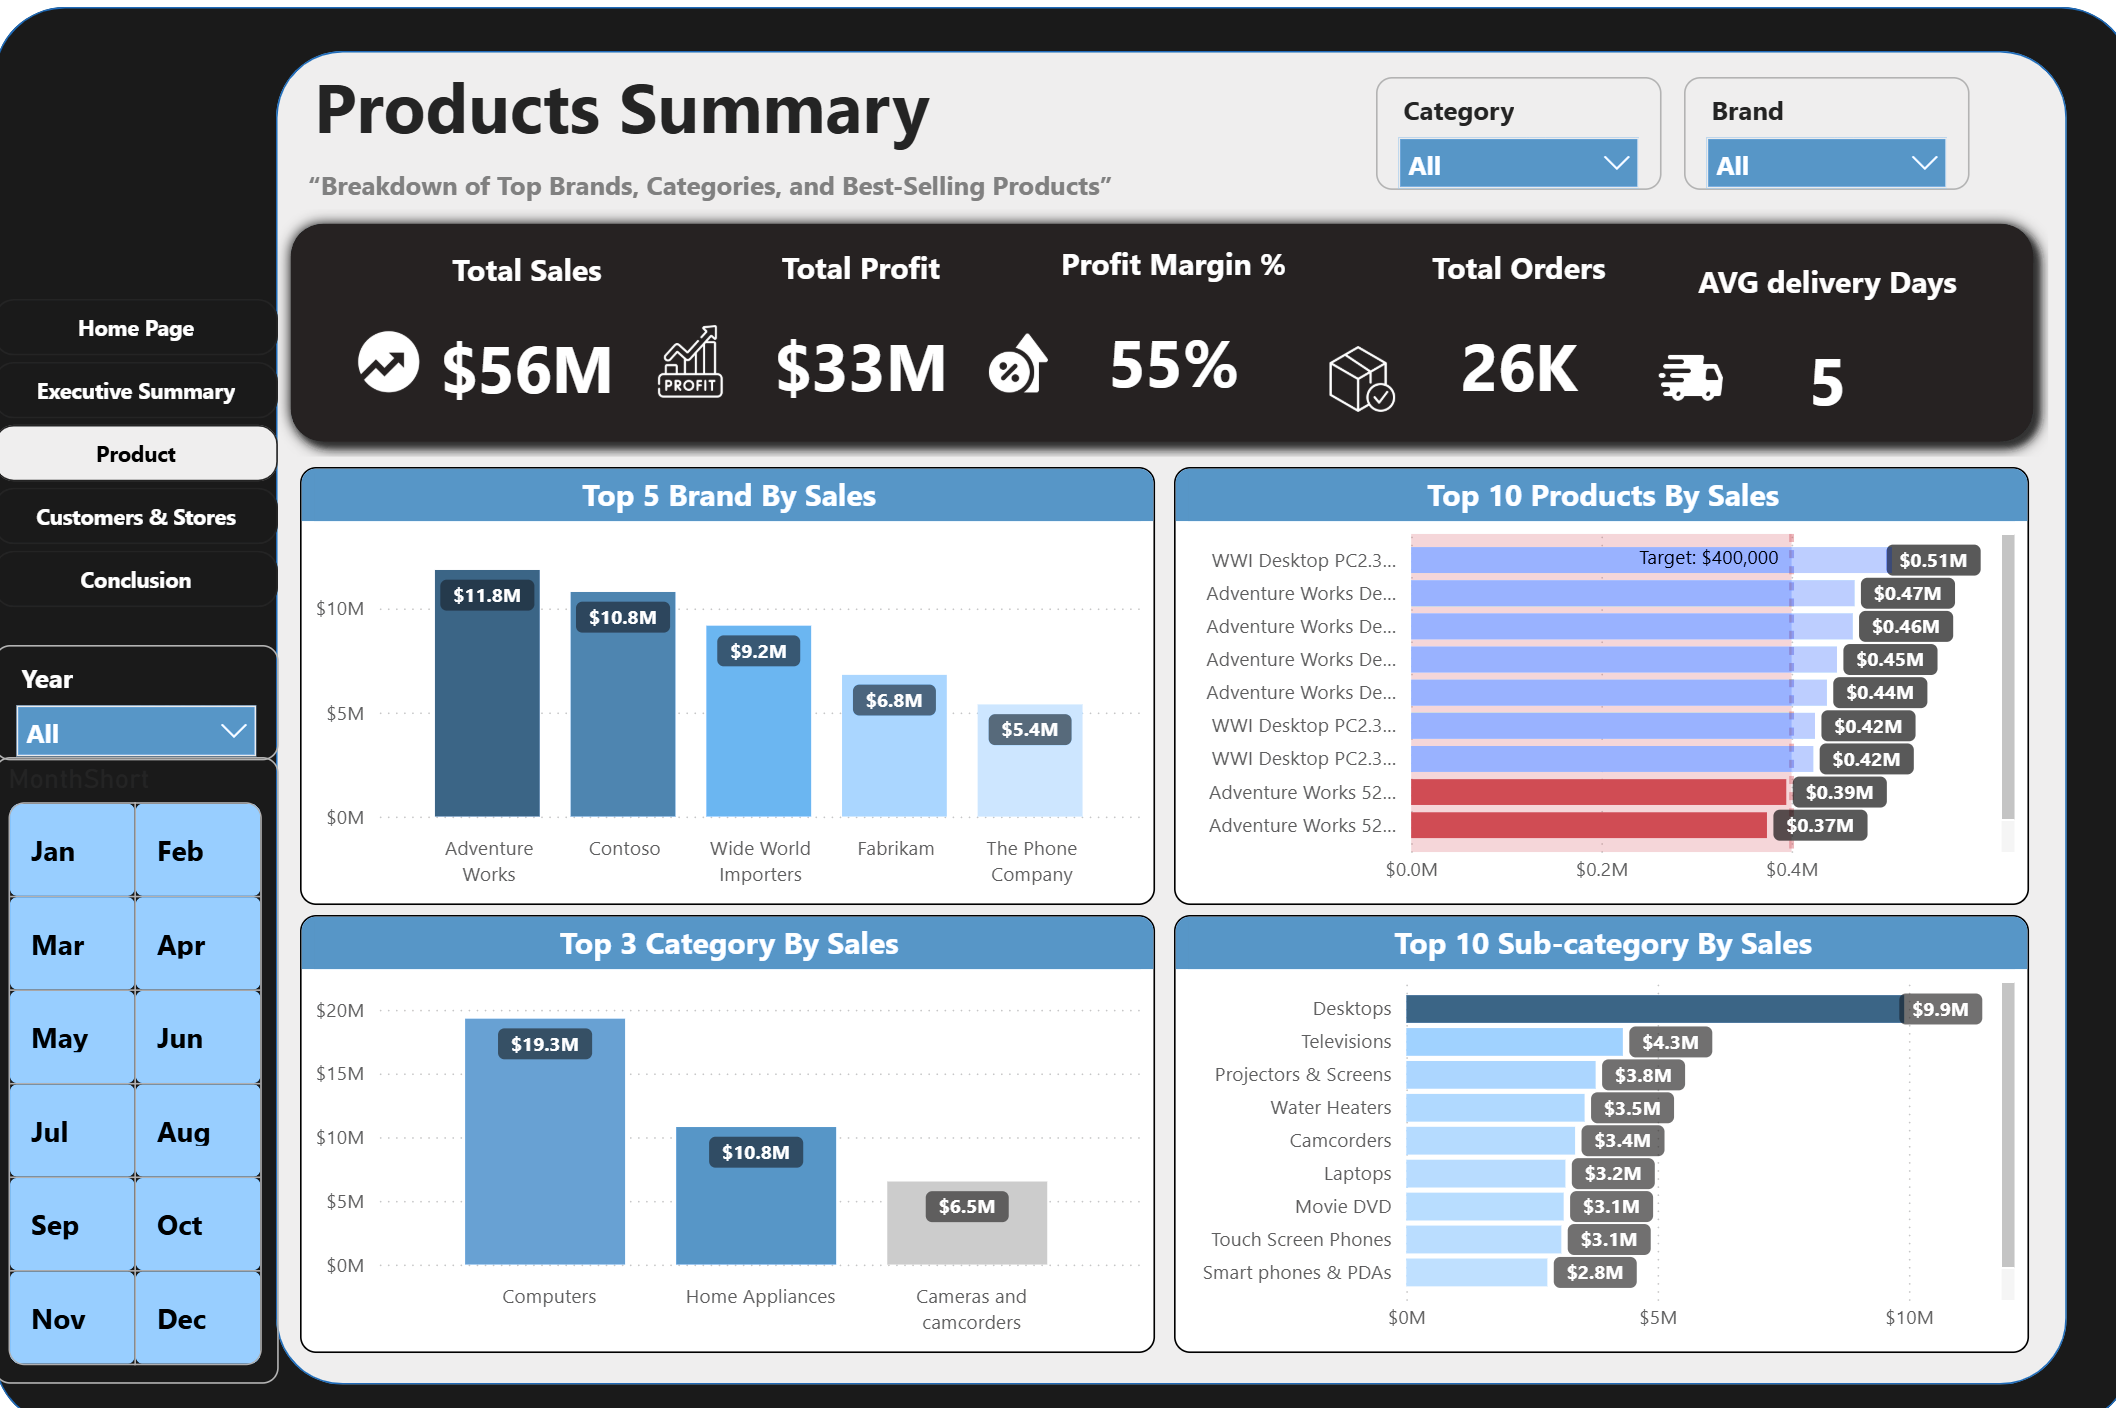 Products Summary
“Breakdown of Top Brands, Categories, and Best-Selling Products”
Category
All
Brand
All
Total Sales
$56M
PROFIT
Total Profit
$33M
Profit Margin %
55%
Total Orders
26K
AVG delivery Days
5
Home Page
Executive Summary
Product
Customers & Stores
Conclusion
Year
All
MonthShort
Jan
Feb
Mar
Apr
May
Jun
Jul
Aug
Sep
Oct
Nov
Dec
Top 5 Brand By Sales
$10M
$5M
$0M
$11.8M
$10.8M
$9.2M
$6.8M
$5.4M
Adventure
Works
Contoso
Wide World
Importers
Fabrikam
The Phone
Company
Top 10 Products By Sales
Target: $400,000
WWI Desktop PC2.3... $0.51M
Adventure Works De... $0.47M
Adventure Works De... $0.46M
Adventure Works De... $0.45M
Adventure Works De... $0.44M
WWI Desktop PC2.3... $0.42M
WWI Desktop PC2.3... $0.42M
Adventure Works 52... $0.39M
Adventure Works 52... $0.37M
$0.0M $0.2M $0.4M
Top 3 Category By Sales
$20M
$15M
$10M
$5M
$0M
$19.3M
$10.8M
$6.5M
Computers
Home Appliances
Cameras and
camcorders
Top 10 Sub-category By Sales
Desktops $9.9M
Televisions $4.3M
Projectors & Screens $3.8M
Water Heaters $3.5M
Camcorders $3.4M
Laptops $3.2M
Movie DVD $3.1M
Touch Screen Phones $3.1M
Smart phones & PDAs $2.8M
$0M $5M $10M